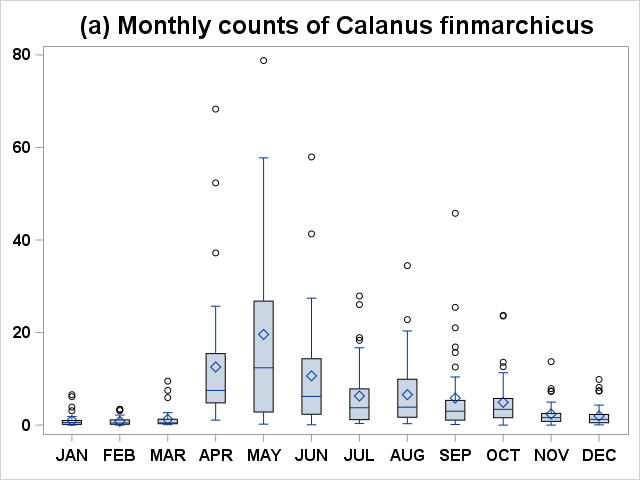 (a) Monthly counts of Calanus finmarchicus
80
60
40
20
0
JAN FEB MAR APR MAY JUN JUL AUG SEP OCT NOV DEC